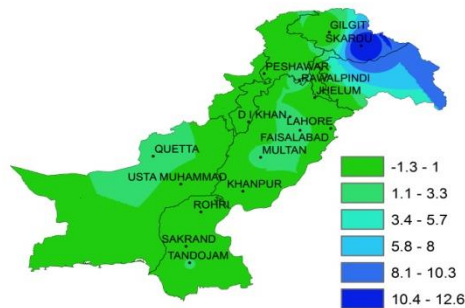 GILGIT
SKARDU
PESHAWAR
RAWALPINDI
JHELUM
D I KHAN
LAHORE
FAISALABAD
MULTAN
QUETTA
USTA MUHAMMAD
KHANPUR
ROHRI
SAKRAND
TANDOJAM
-1.3 - 1
1.1 - 3.3
3.4 - 5.7
5.8 - 8
8.1 - 10.3
10.4 - 12.6